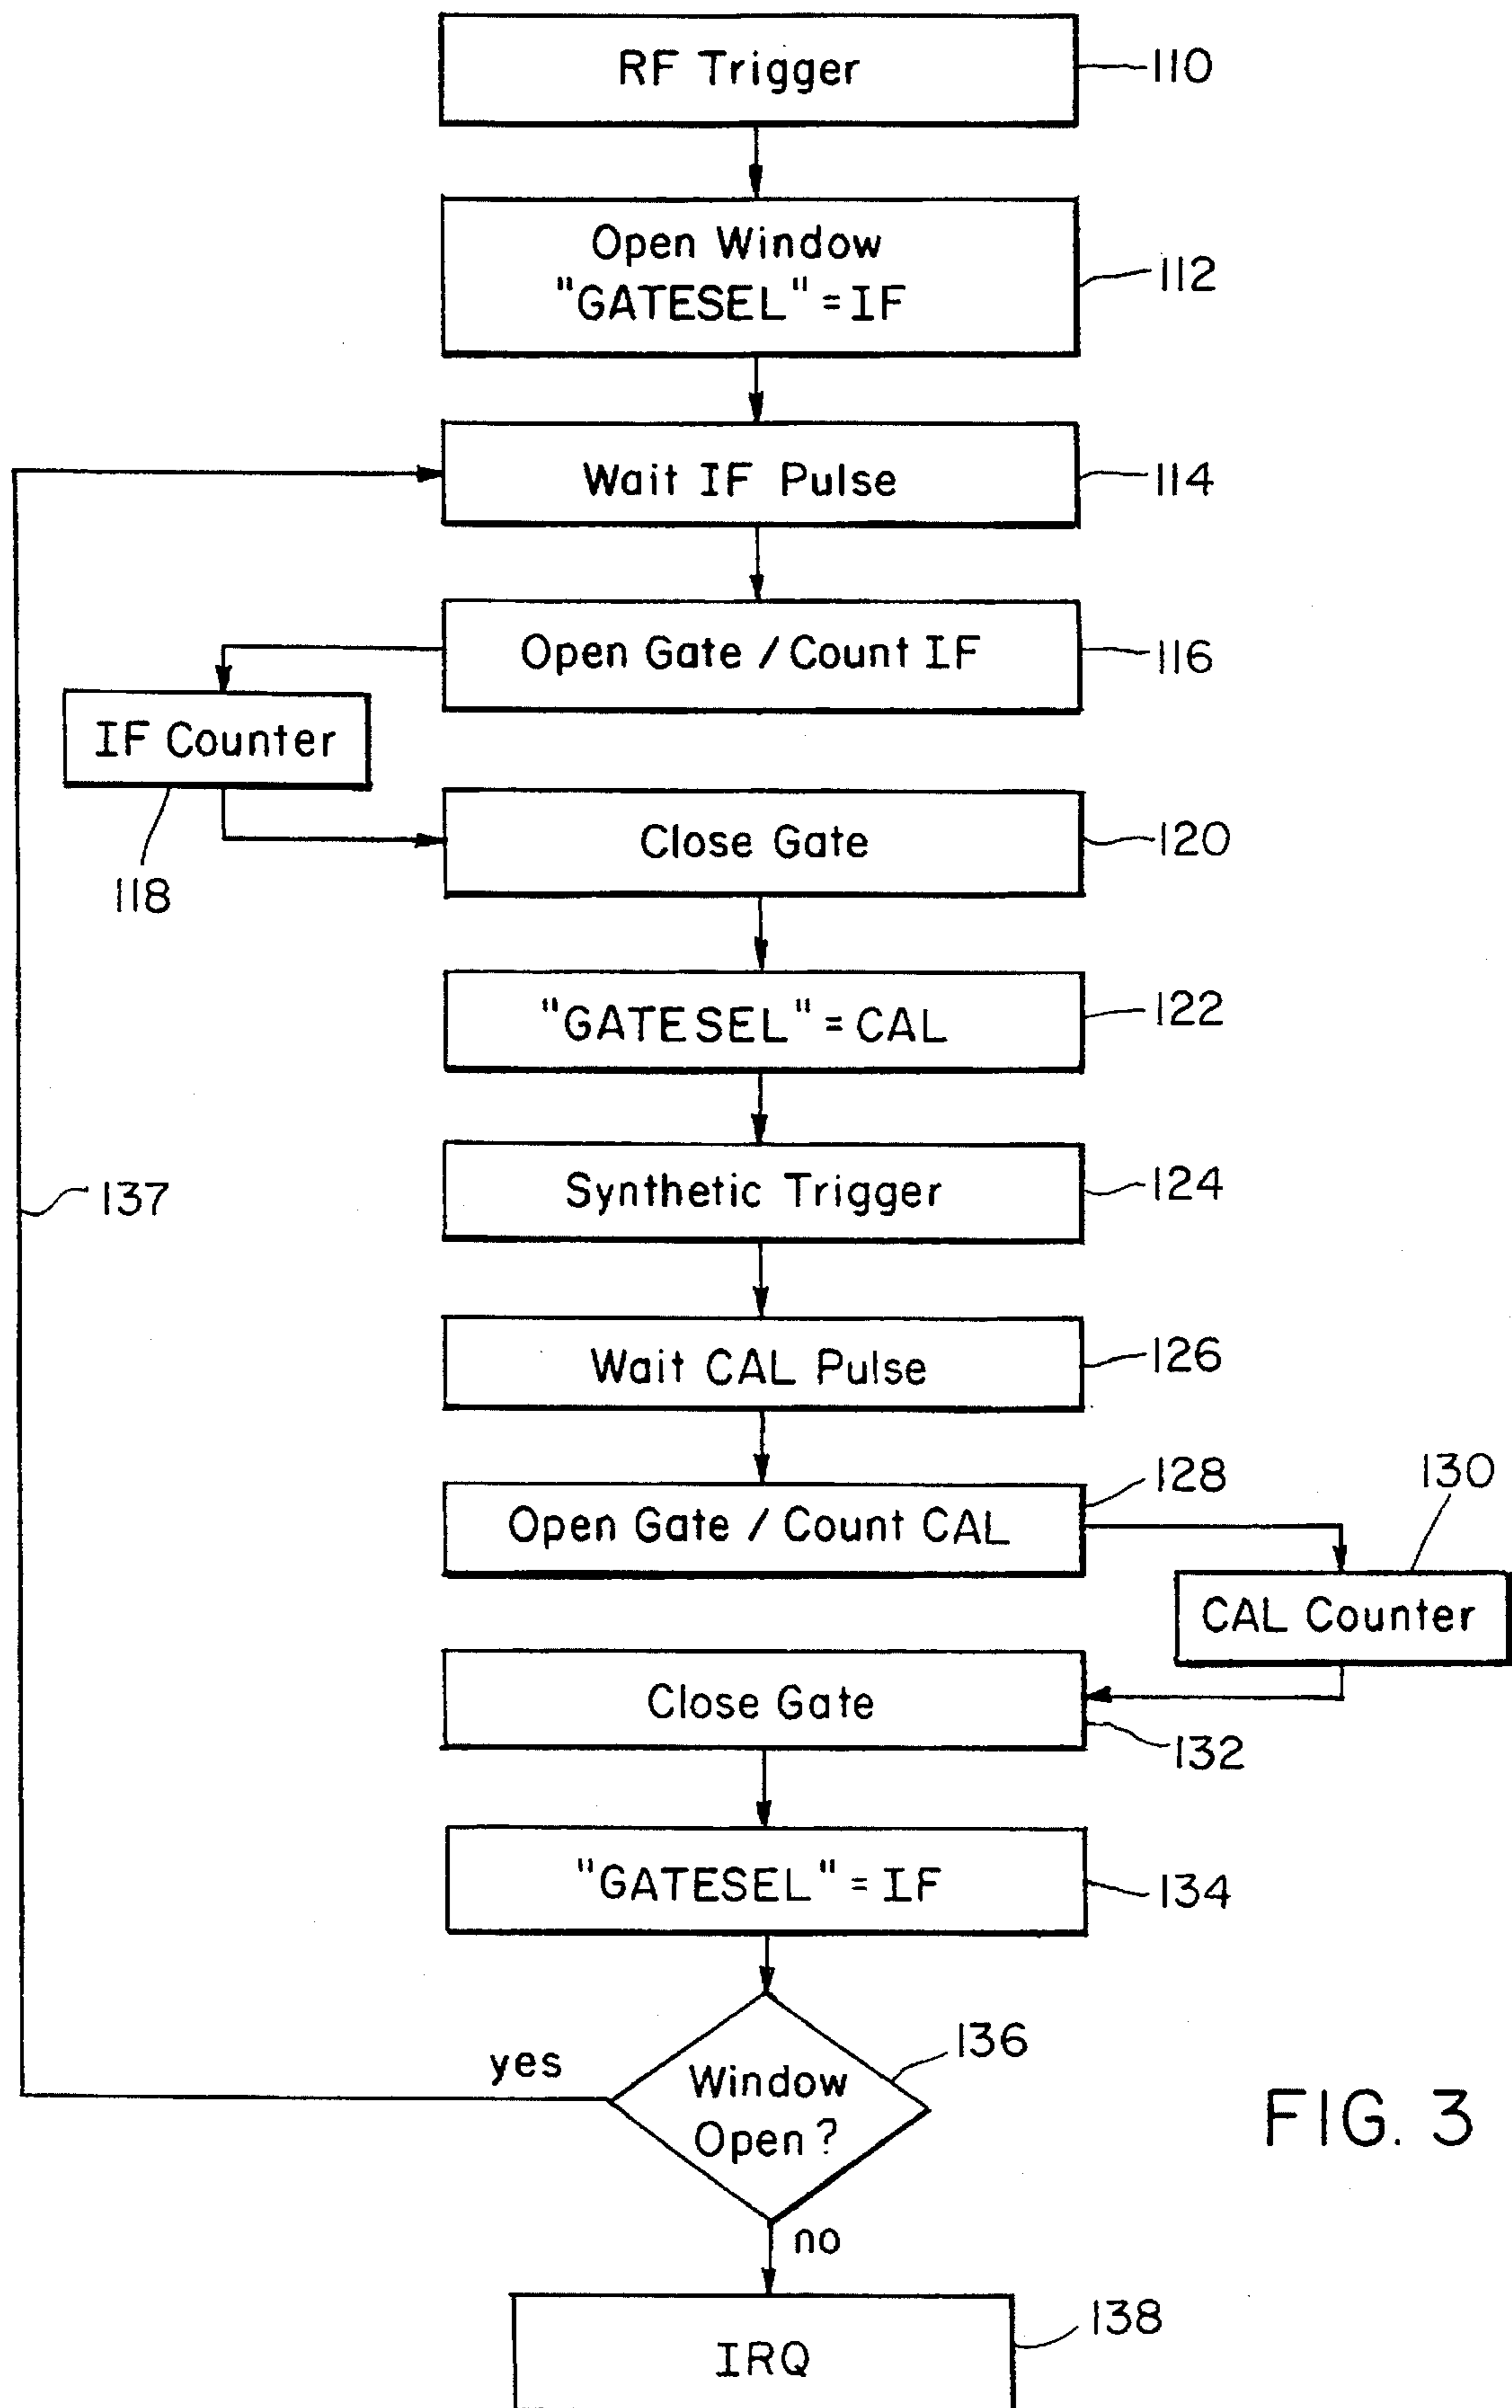 RF Trigger
110
Open Window
"GATESEL" = IF
112
Wait IF Pulse
114
Open Gate / Count IF
116
IF Counter
118
Close Gate
120
"GATESEL" = CAL
122
Synthetic Trigger
124
137
Wait CAL Pulse
126
Open Gate / Count CAL
128
130
CAL Counter
Close Gate
132
"GATESEL" = IF
134
yes
Window
Open?
136
FIG. 3
no
IRQ
138